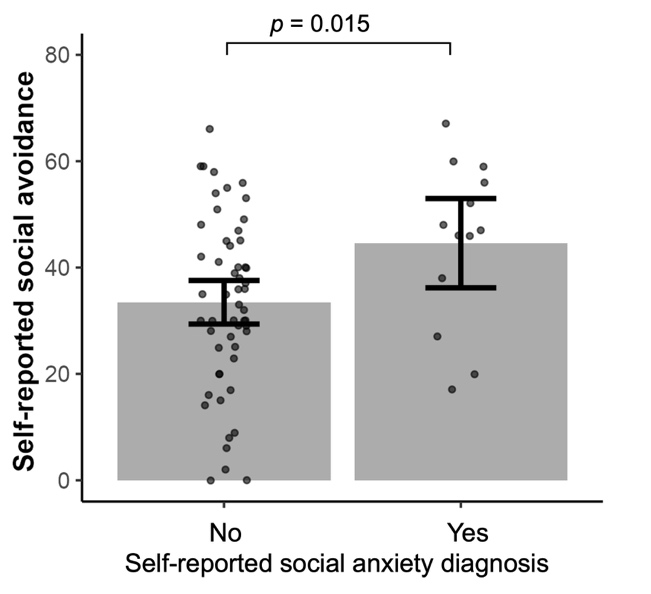 p = 0.015
Self-reported social avoidance
80
60
40
20
0
No
Yes
Self-reported social anxiety diagnosis